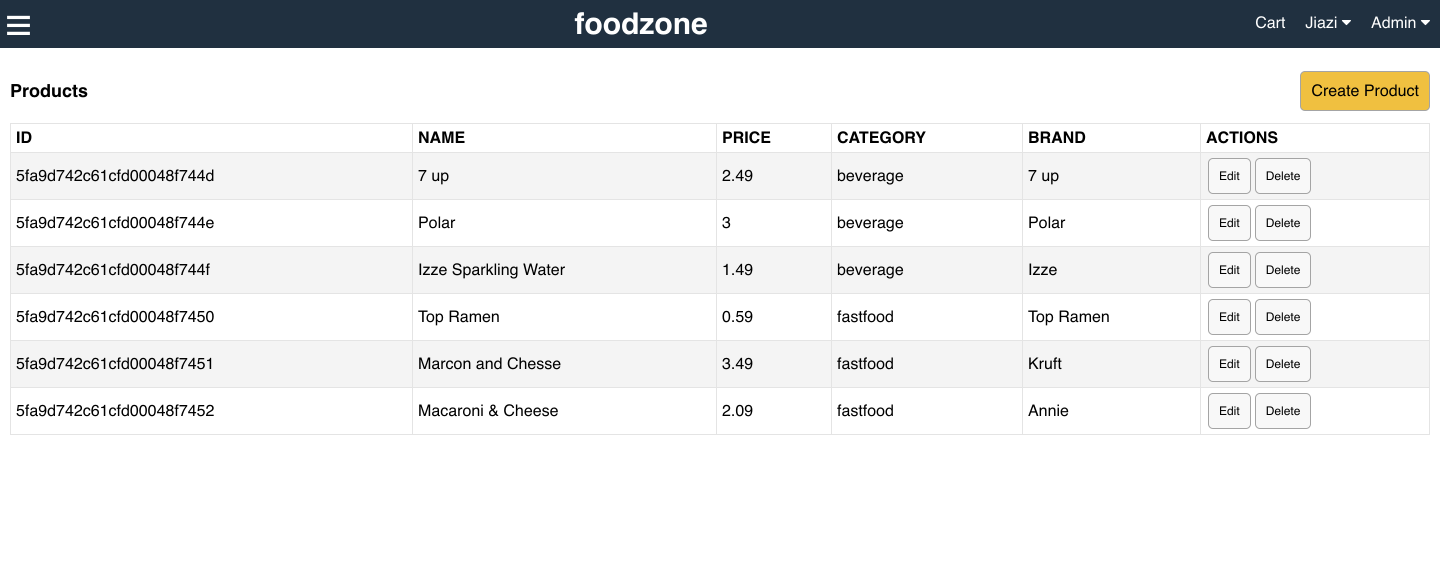 foodzone
Cart Jiazi Admin
Products
Create Product
ID NAME PRICE CATEGORY BRAND ACTIONS
5fa9d742c61cfd00048f744d 7 up 2.49 beverage 7 up Edit Delete
5fa9d742c61cfd00048f744e Polar 3 beverage Polar Edit Delete
5fa9d742c61cfd00048f744f Izze Sparkling Water 1.49 beverage Izze Edit Delete
5fa9d742c61cfd00048f7450 Top Ramen 0.59 fastfood Top Ramen Edit Delete
5fa9d742c61cfd00048f7451 Marcon and Chesse 3.49 fastfood Kruft Edit Delete
5fa9d742c61cfd00048f7452 Macaroni & Cheese 2.09 fastfood Annie Edit Delete